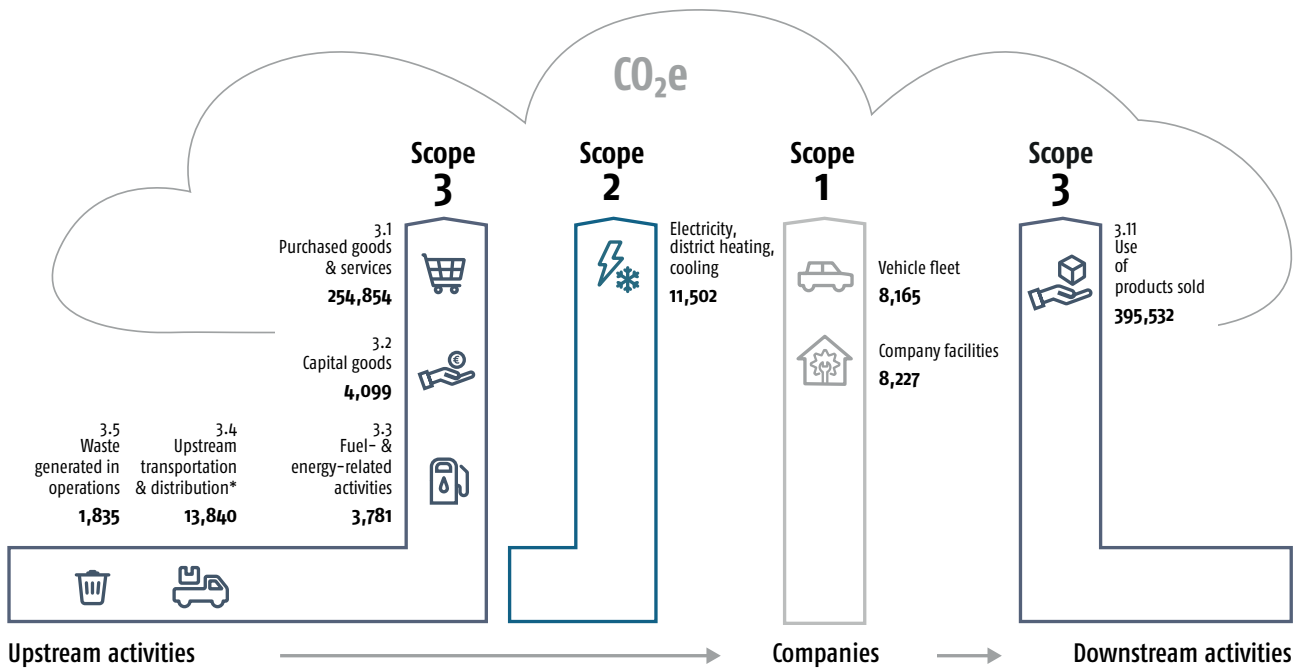 CO₂e
Scope
3
3.1
Purchased goods
& services
254,854
3.2
Capital goods
4,099
3.5
Waste
generated in
operations
1,835
3.4
Upstream
transportation
& distribution*
13,840
3.3
Fuel- &
energy-related
activities
3,781
Scope
2
Electricity,
district heating,
cooling
11,502
Scope
1
Vehicle fleet
8,165
Company facilities
8,227
Scope
3
3.11
Use
of
products sold
395,532
€
Upstream activities
Companies
Downstream activities